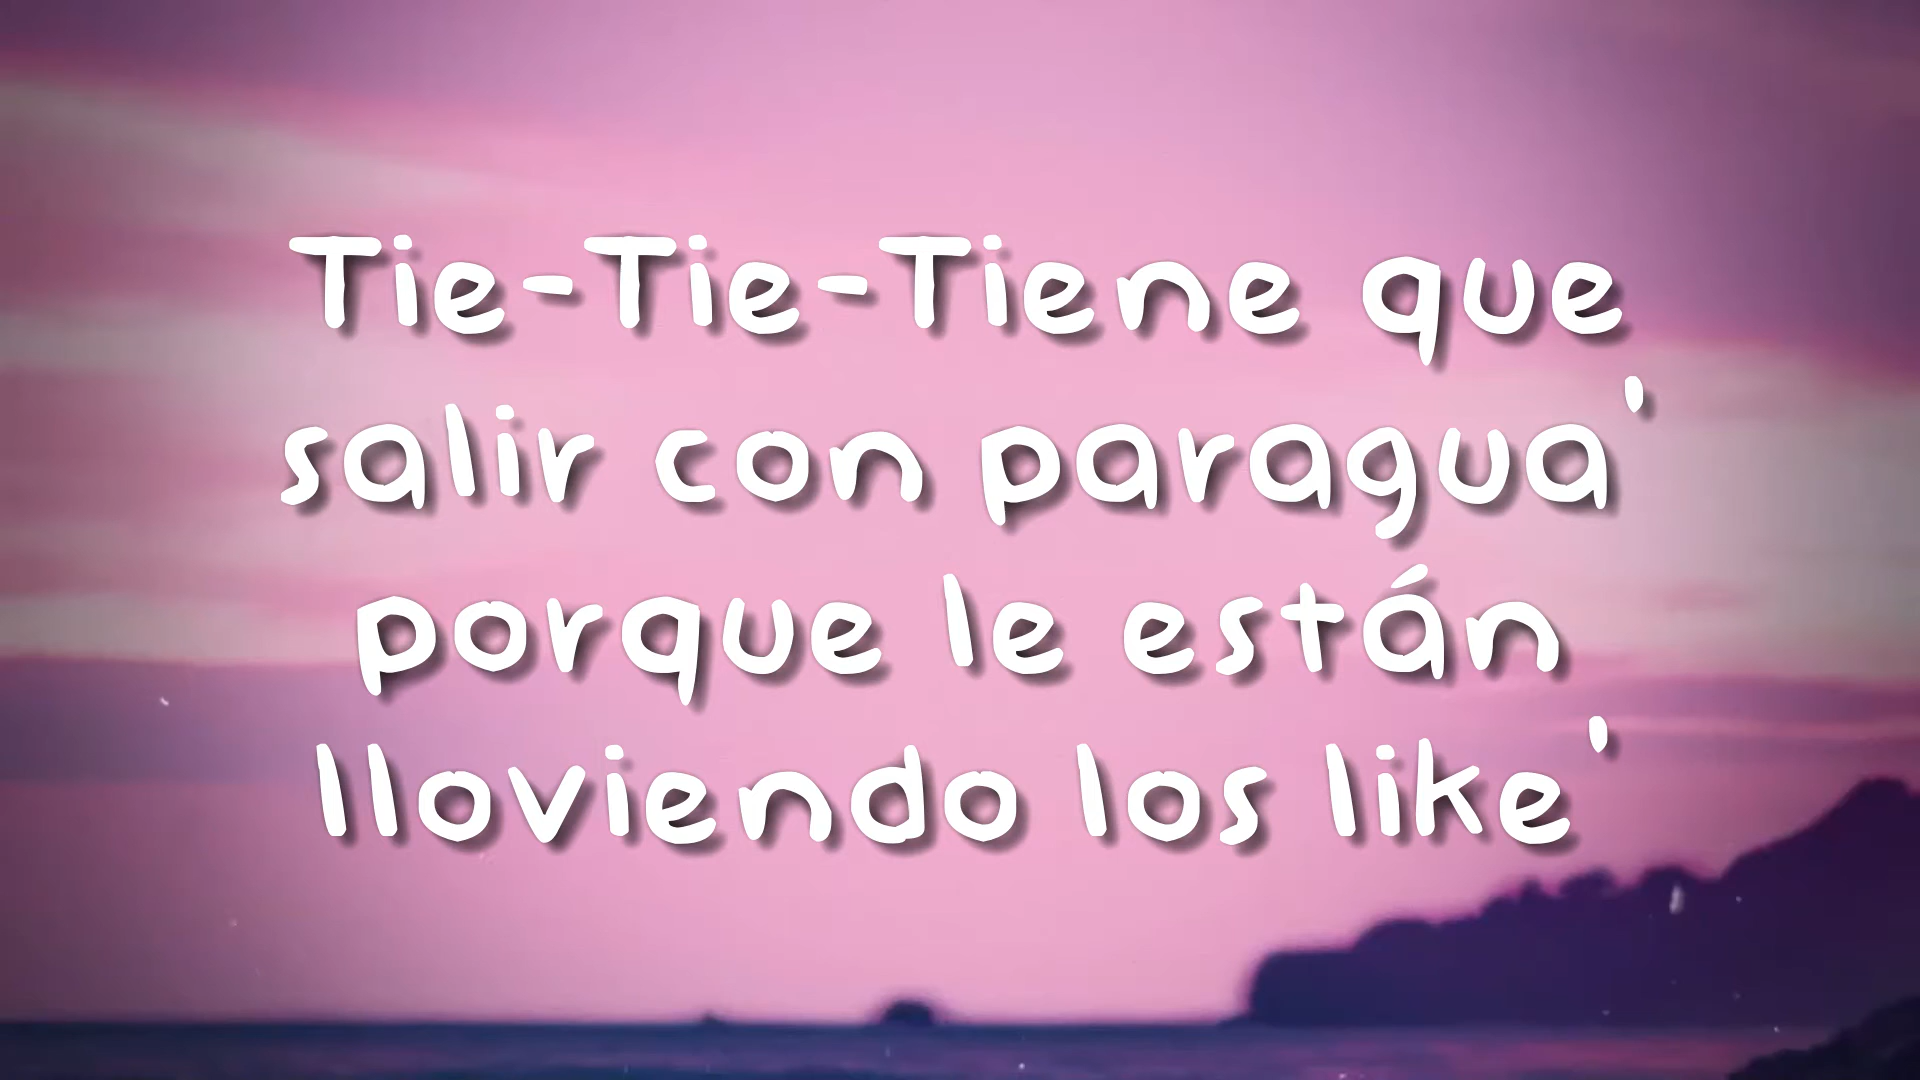 Tie-Tie-Tiene que
salir con paragua'
porque le están
lloviendo los like'